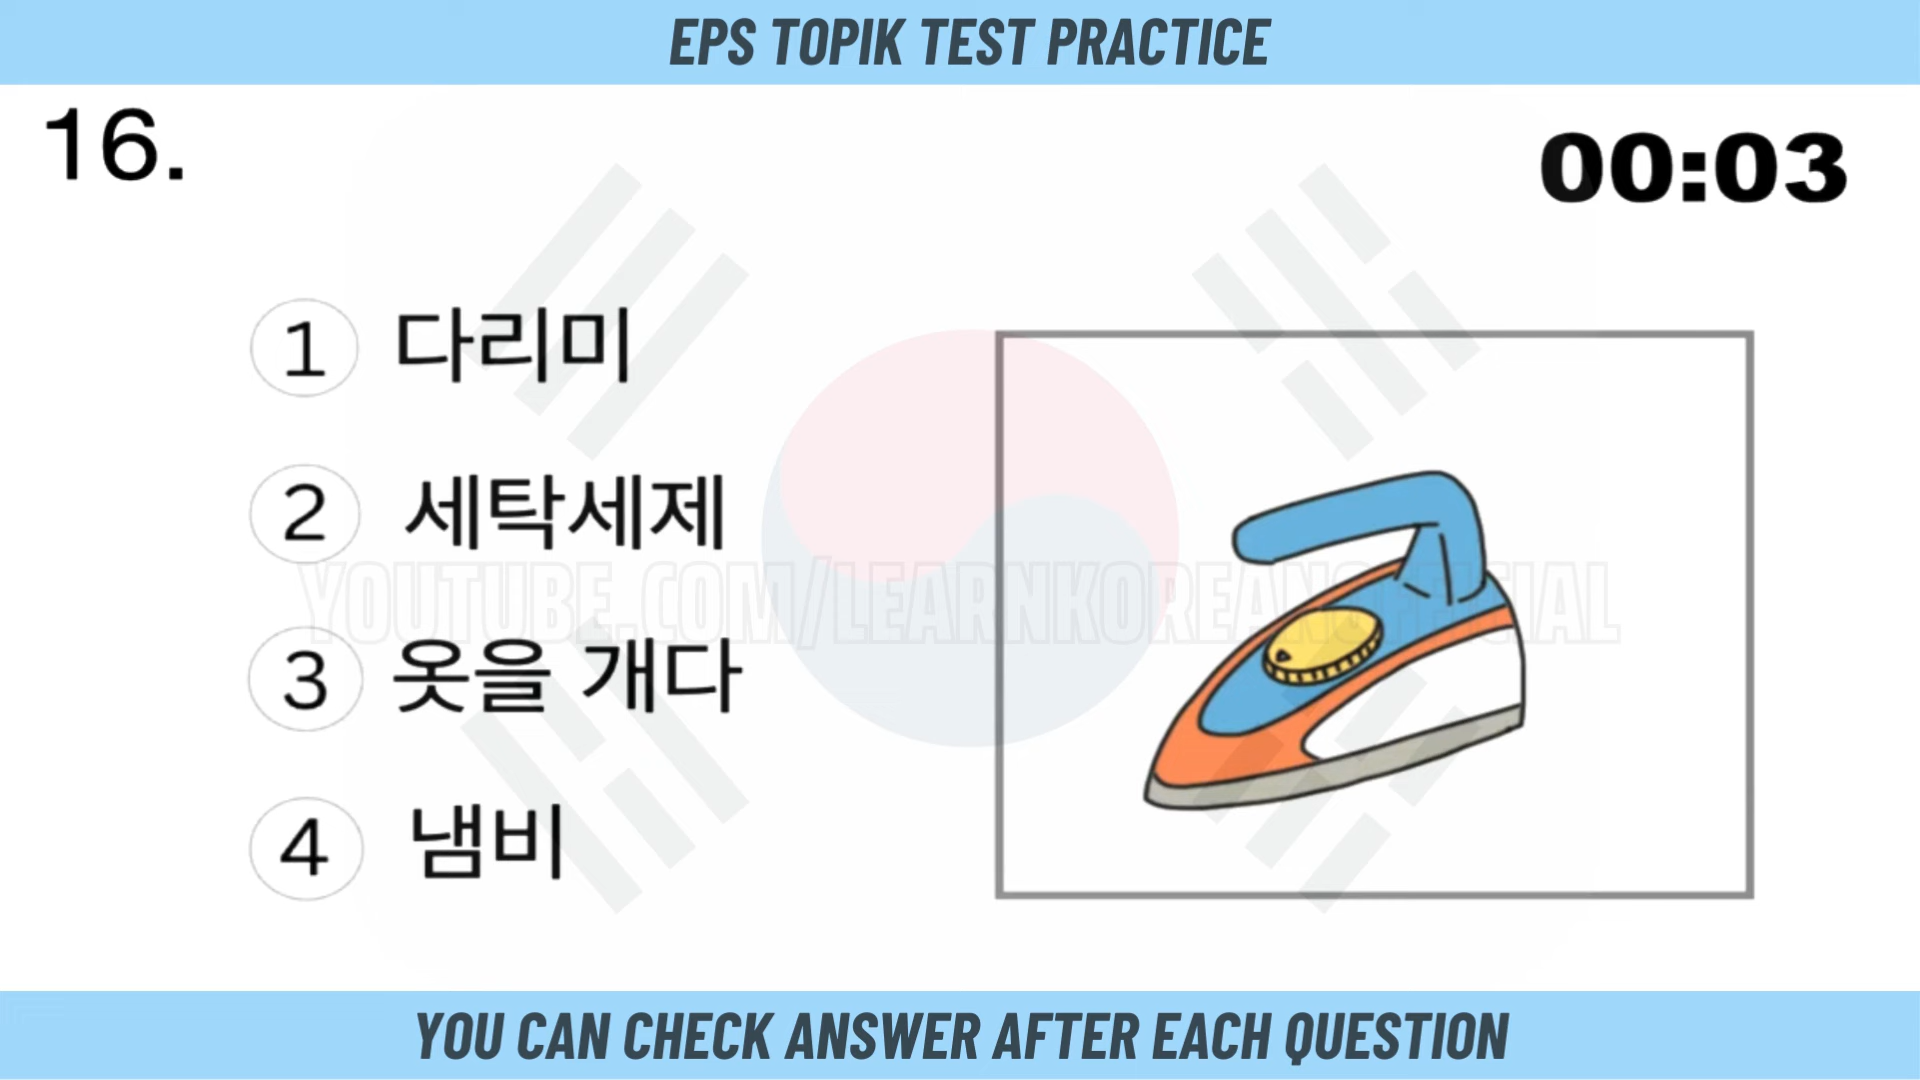 EPS TOPIK TEST PRACTICE
16.
00:03
1 다리미
2 세탁세제
3 옷을 개다
4 냄비
YOUTUBE.COM/LEARNKOREANOFFICIAL
YOU CAN CHECK ANSWER AFTER EACH QUESTION